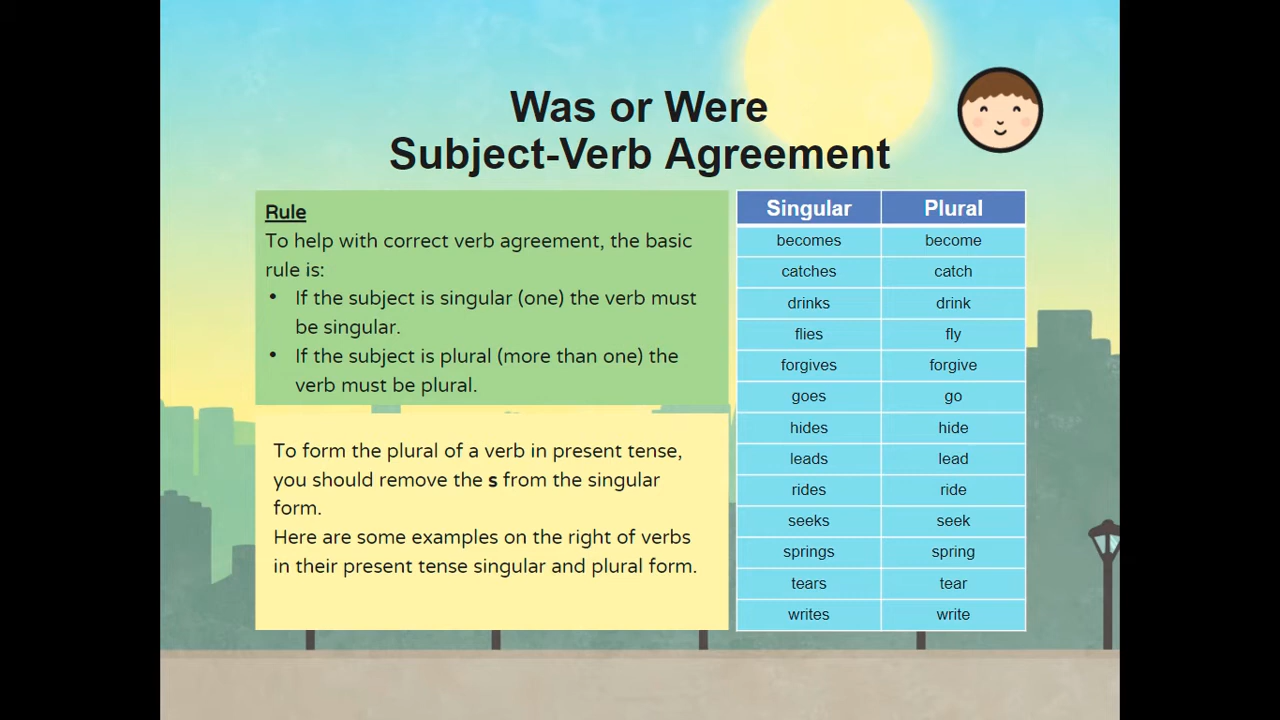 Was or Were
Subject-Verb Agreement
Rule
To help with correct verb agreement, the basic
rule is:
• If the subject is singular (one) the verb must
be singular.
• If the subject is plural (more than one) the
verb must be plural.
To form the plural of a verb in present tense,
you should remove the s from the singular
form.
Here are some examples on the right of verbs
in their present tense singular and plural form.
Singular Plural
becomes become
catches catch
drinks drink
flies fly
forgives forgive
goes go
hides hide
leads lead
rides ride
seeks seek
springs spring
tears tear
writes write